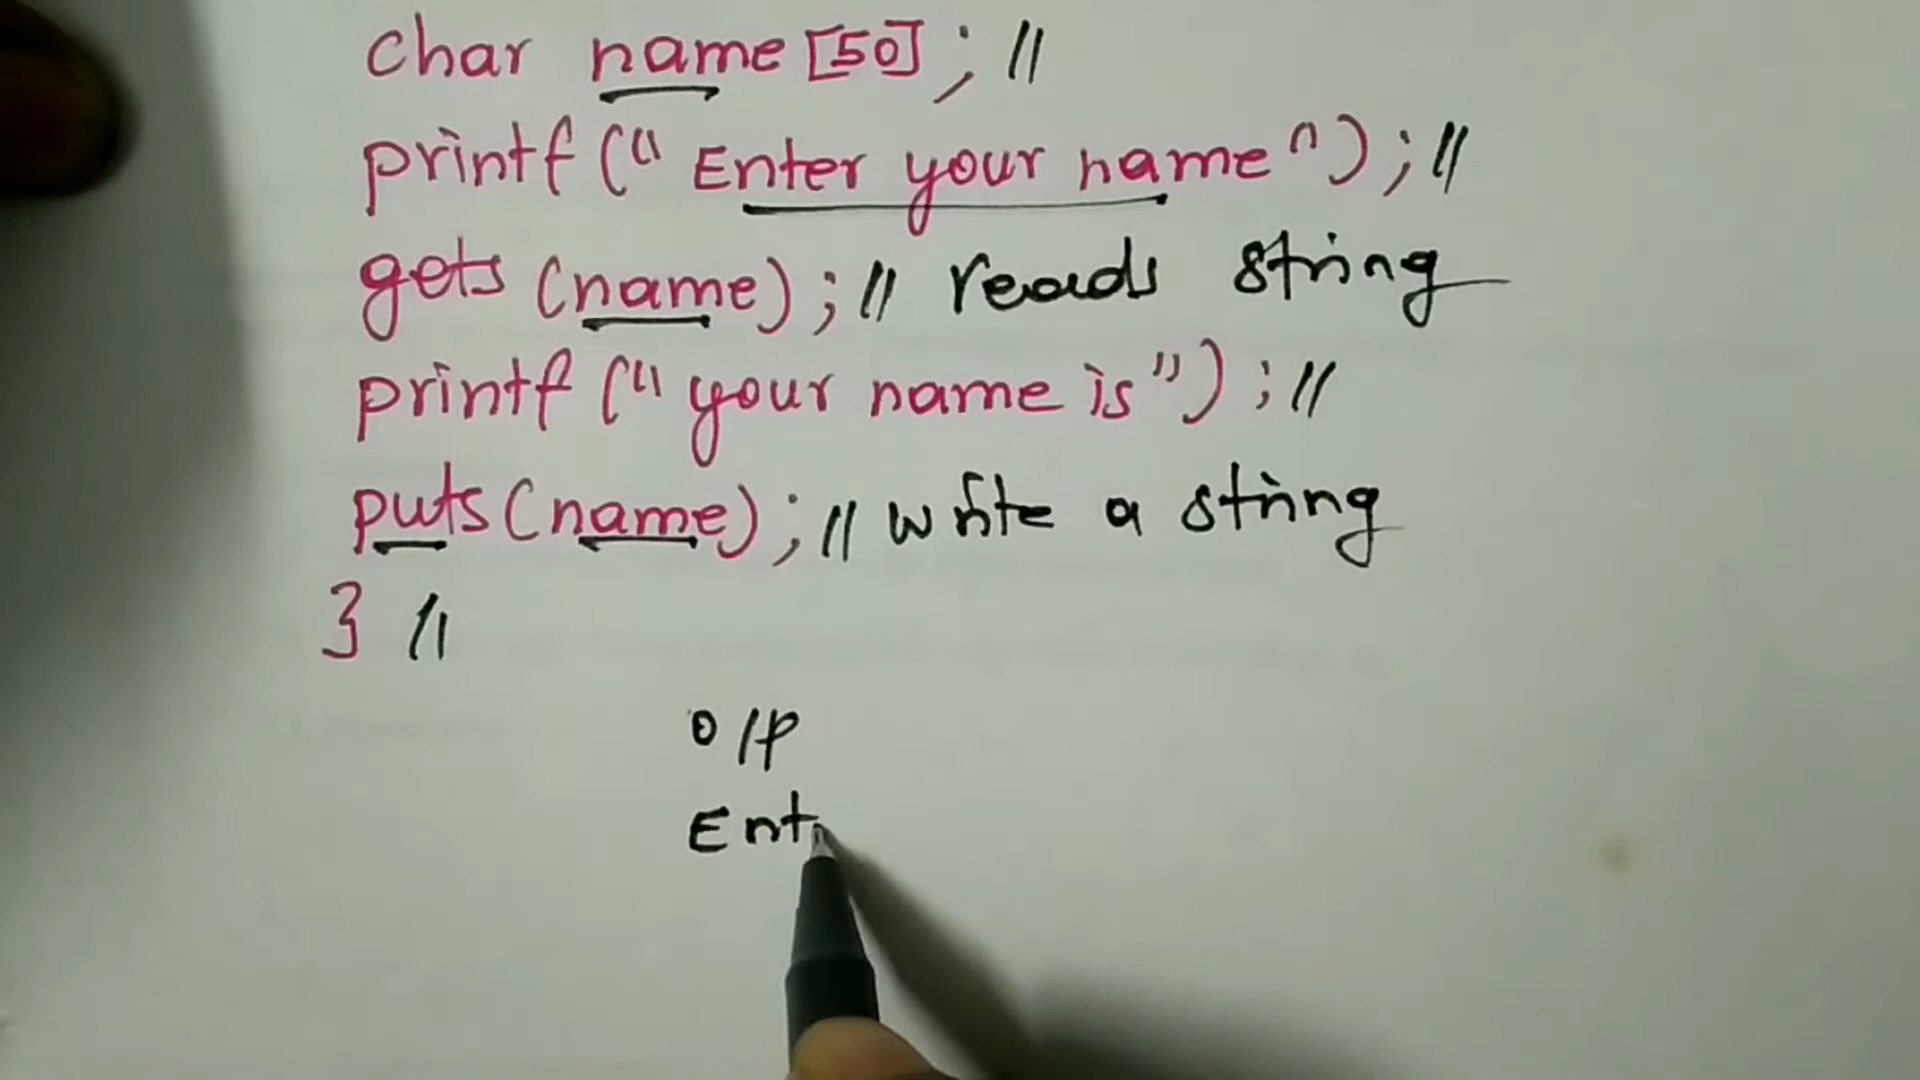 char name [50] ; //
printf (" Enter your name ") ; //
gets (name) ; // reads string
printf (" your name is ") ; //
puts (name) ; // write a string
} //
O/P
Ent